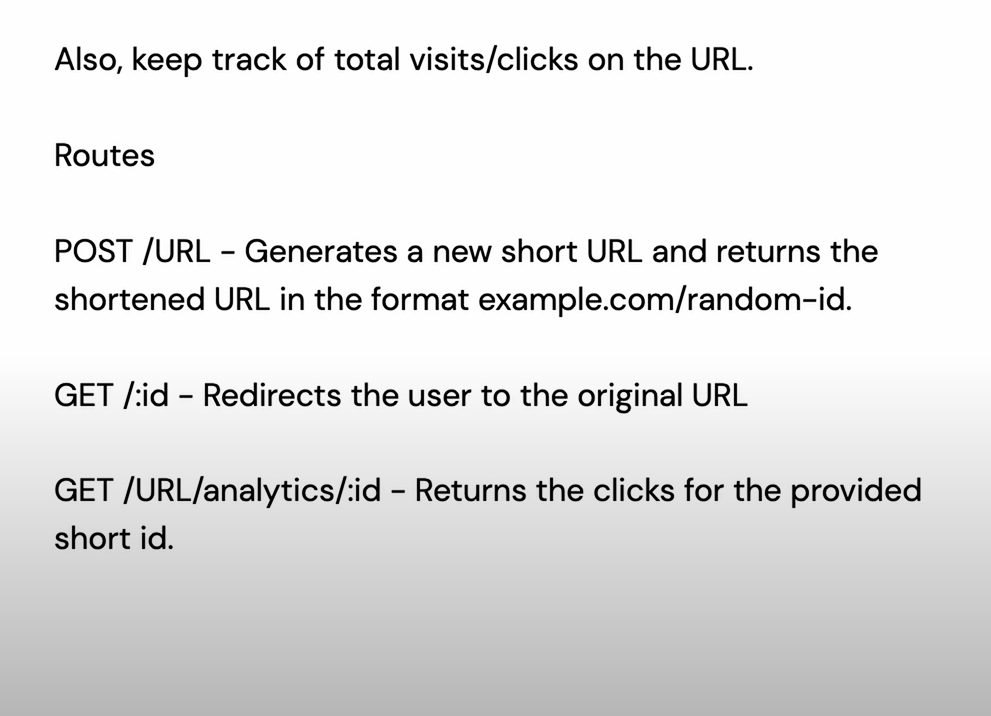 Also, keep track of total visits/clicks on the URL.
Routes
POST /URL – Generates a new short URL and returns the
shortened URL in the format example.com/random-id.
GET /:id – Redirects the user to the original URL
GET /URL/analytics/:id – Returns the clicks for the provided
short id.